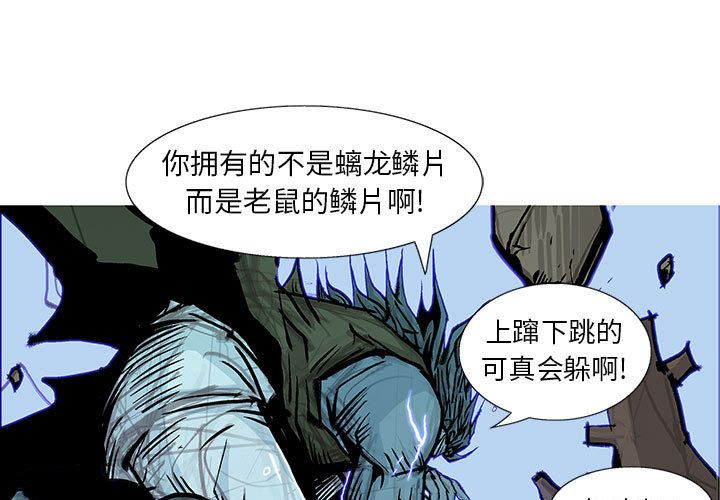 你拥有的不是螭龙鳞片
而是老鼠的鳞片啊!
上蹿下跳的
可真会躲啊!